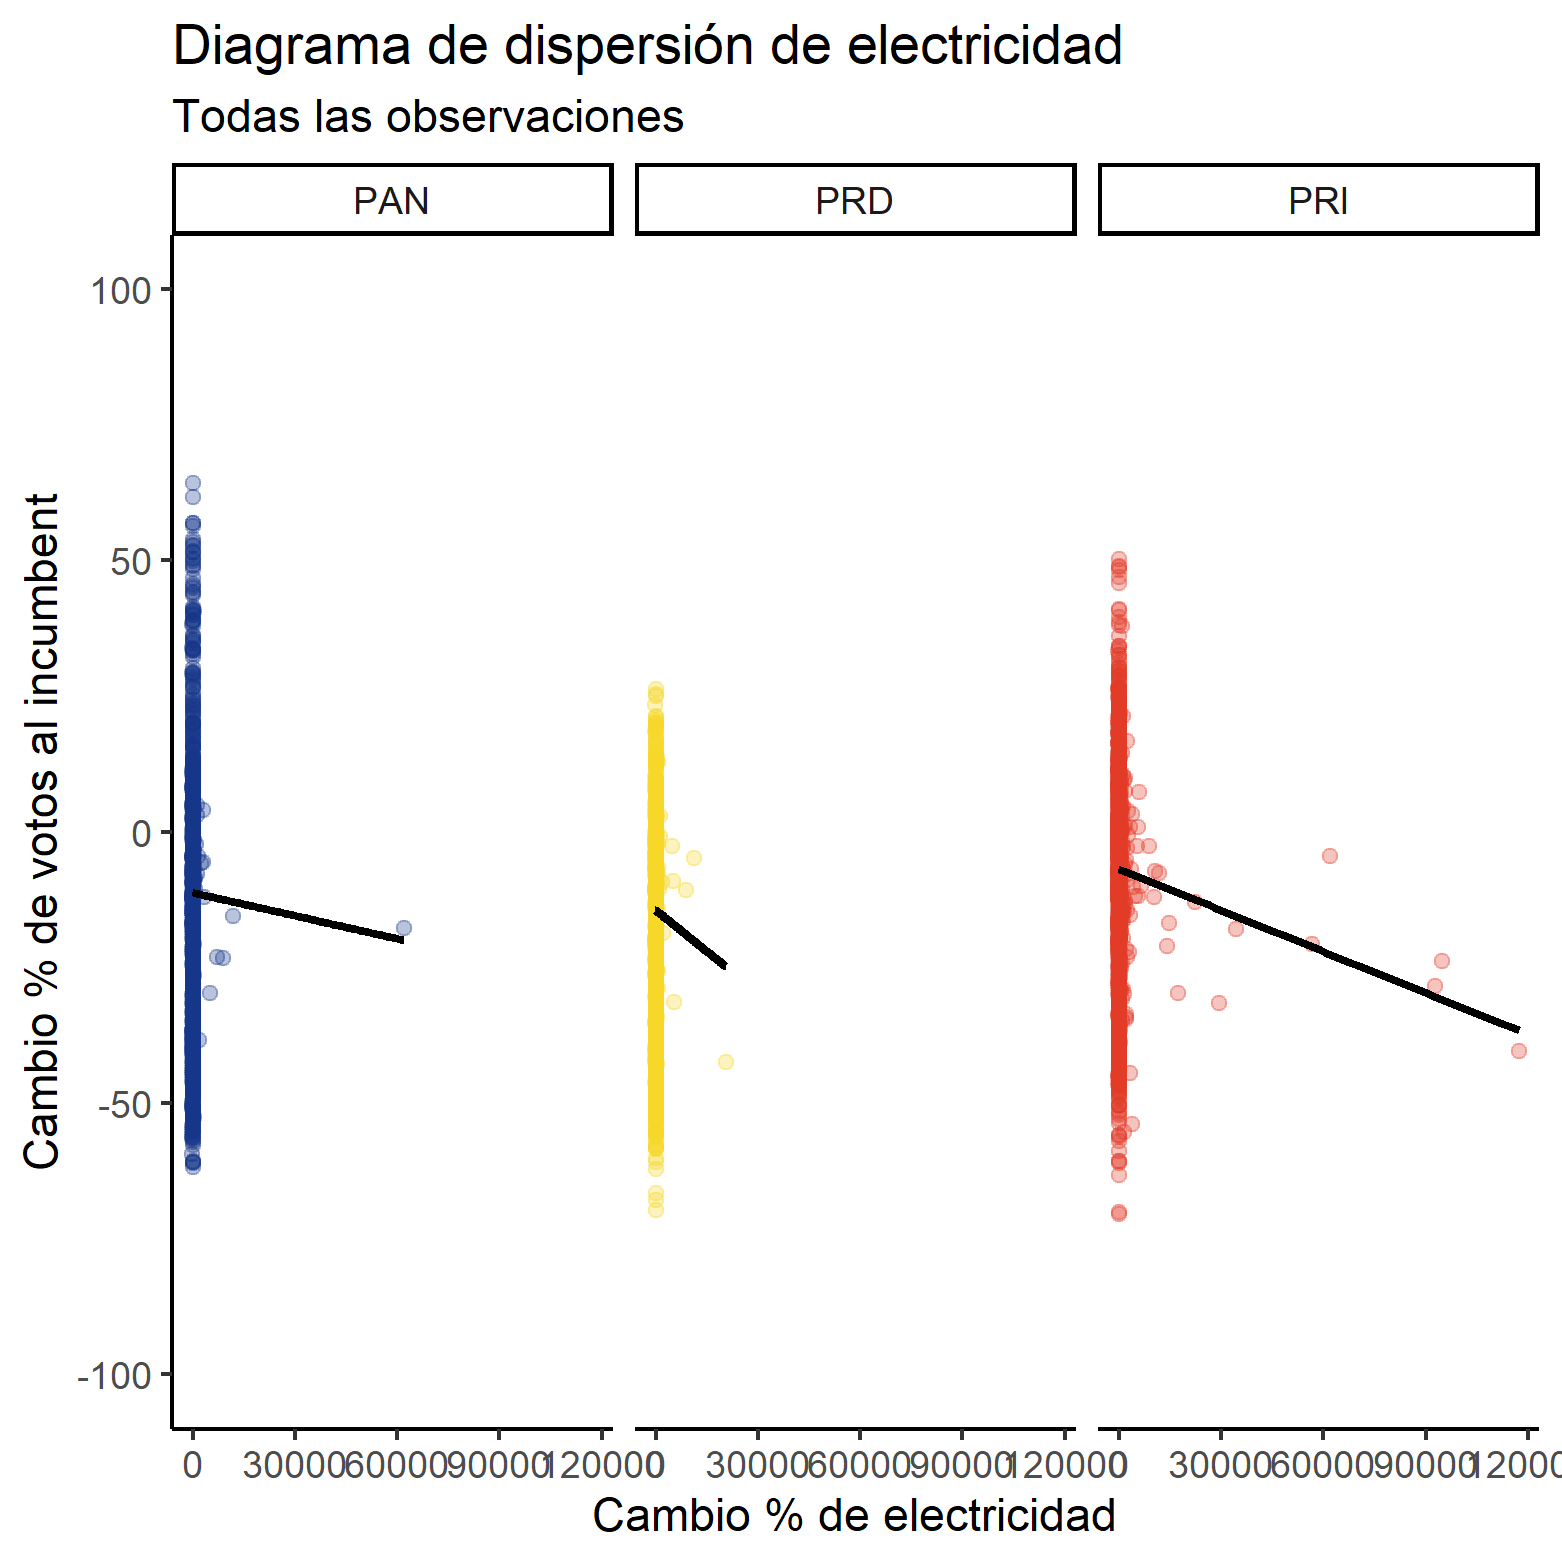 Diagrama de dispersión de electricidad
Todas las observaciones
PAN PRD PRI
100
50
0
-50
-100
Cambio % de votos al incumbent
0 30000 60000 90000 120000 0 30000 60000 90000 120000 0 30000 60000 90000 12000
Cambio % de electricidad